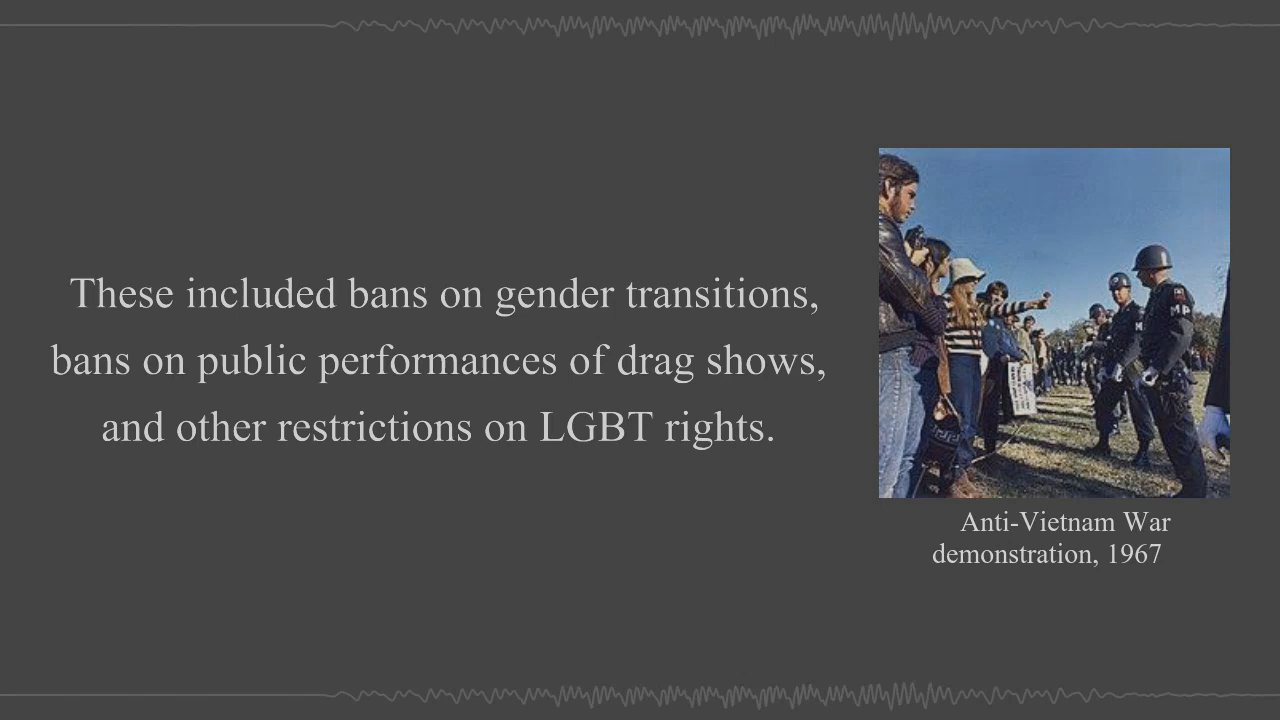 These included bans on gender transitions,
bans on public performances of drag shows,
and other restrictions on LGBT rights.
MP
Anti-Vietnam War
demonstration, 1967